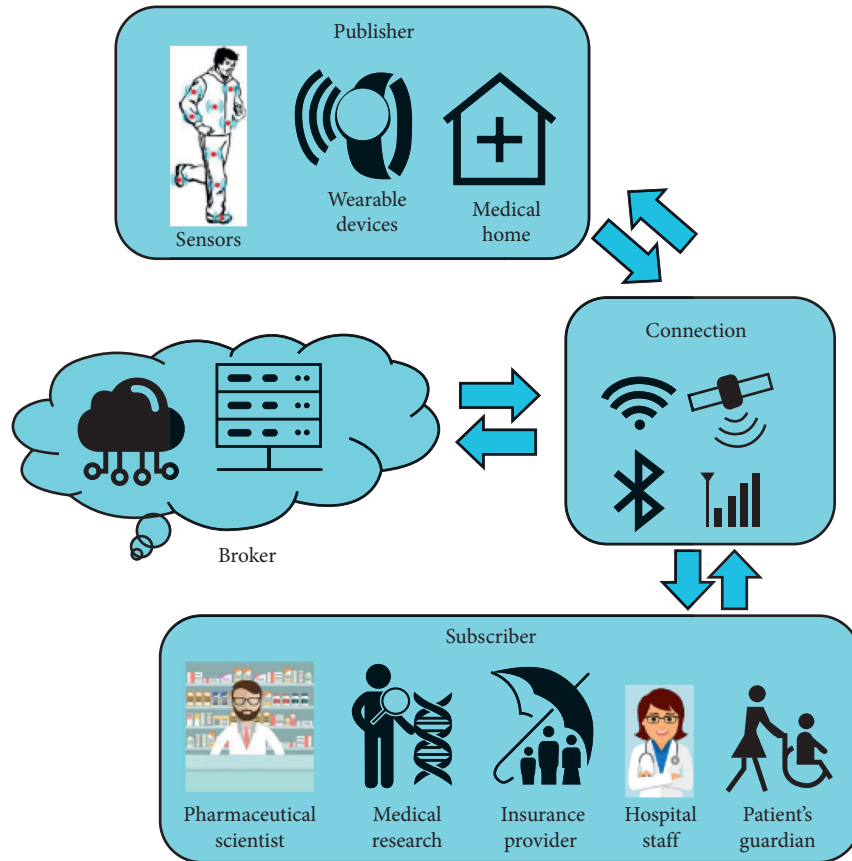 Publisher
Sensors
Wearable
devices
Medical
home
Connection
Broker
Subscriber
Pharmaceutical
scientist
Medical
research
Insurance
provider
Hospital
staff
Patient's
guardian